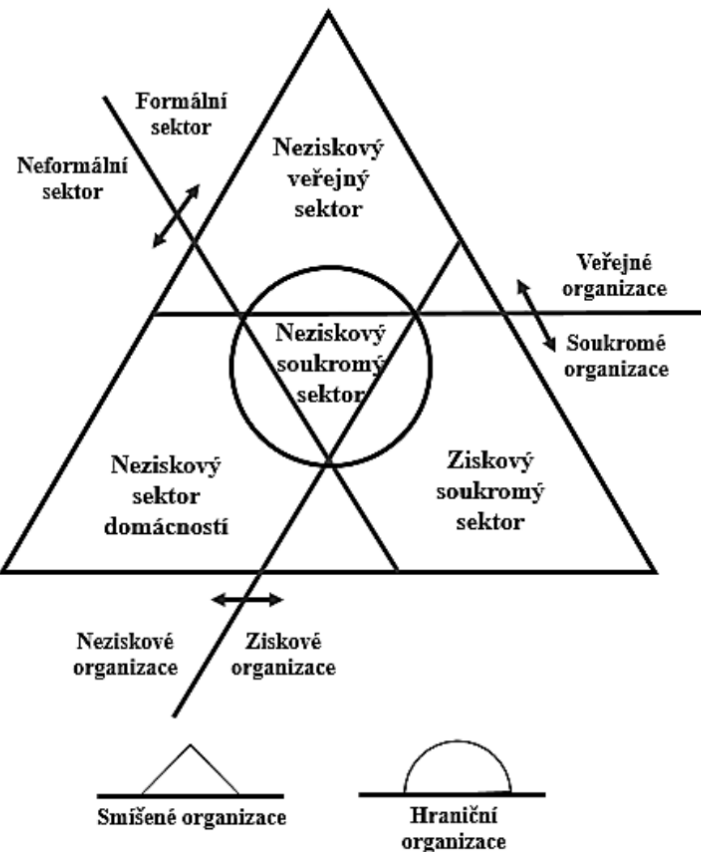 Formální
sektor
Neformální
sektor
Neziskový
veřejný
sektor
Veřejné
organizace
Soukromé
organizace
Neziskový
soukromý
sektor
Neziskový
sektor
domácností
Ziskový
soukromý
sektor
Neziskové
organizace
Ziskové
organizace
Smíšené organizace
Hraniční
organizace